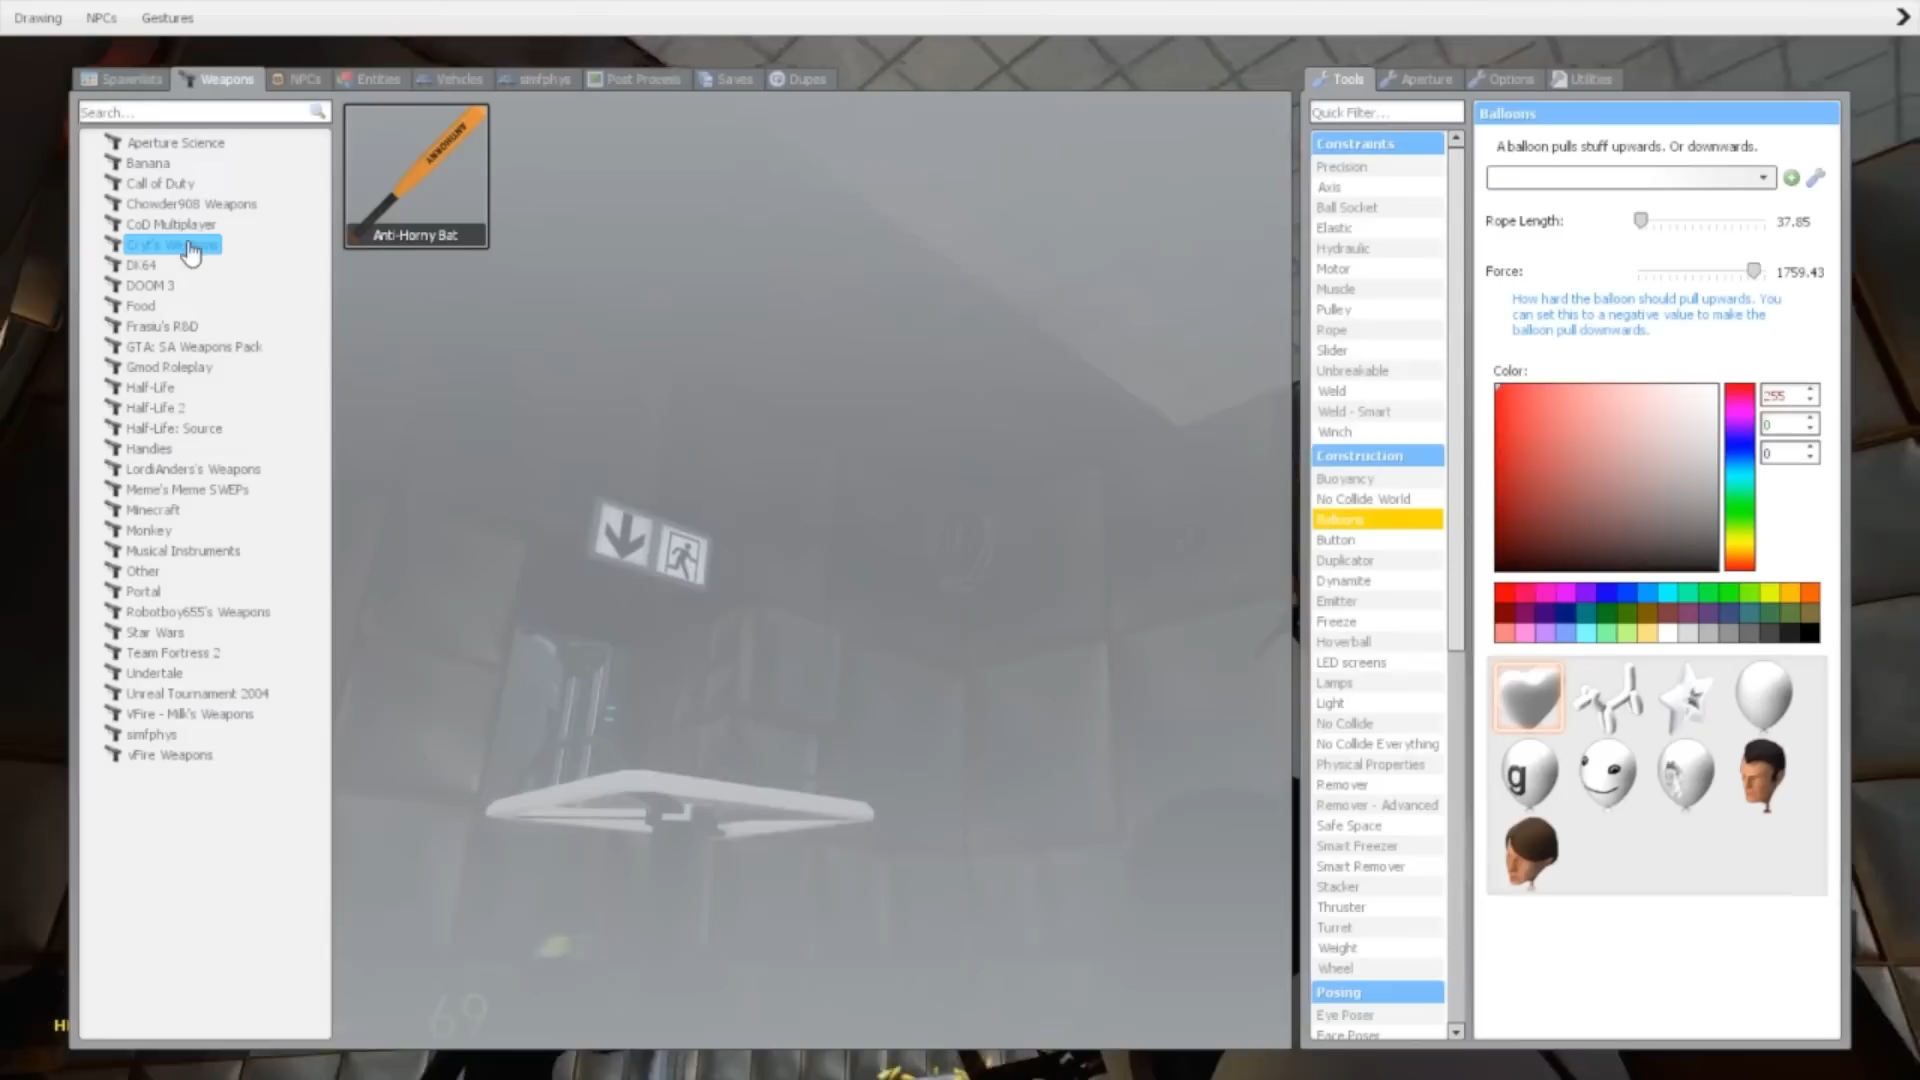 Drawing NPCs Gestures
Spawnlists Weapons NPCs Entities Vehicles simfphys Post Process Saves Dupes
Search...
Aperture Science
Banana
Call of Duty
Chowder908 Weapons
CoD Multiplayer
DK64
DOOM 3
Food
Frasiu's R&D
GTA: SA Weapons Pack
Gmod Roleplay
Half-Life
Half-Life 2
Half-Life: Source
Handies
LordiAnders's Weapons
Meme's Meme SWEPs
Minecraft
Monkey
Musical Instruments
Other
Portal
Robotboy655's Weapons
Star Wars
Team Fortress 2
Undertale
Unreal Tournament 2004
VFire - Milk's Weapons
simfphys
vFire Weapons
ANTIHORNY
Anti-Horny Bat
69
Tools Aperture Options Utilities
Quick Filter...
Constraints
Precision
Axis
Ball Socket
Elastic
Hydraulic
Motor
Muscle
Pulley
Rope
Slider
Unbreakable
Weld
Weld - Smart
Winch
Construction
Buoyancy
No Collide World
Balloons
Button
Duplicator
Dynamite
Emitter
Freeze
Hoverball
LED screens
Lamps
Light
No Collide
No Collide Everything
Physical Properties
Remover
Remover - Advanced
Safe Space
Smart Freezer
Smart Remover
Stacker
Thruster
Turret
Weight
Wheel
Posing
Eye Poser
Face Poser
Balloons
A balloon pulls stuff upwards. Or downwards.
Rope Length: 37.85
Force: 1759.43
How hard the balloon should pull upwards. You
can set this to a negative value to make the
balloon pull downwards.
Color:
255
0
0
g